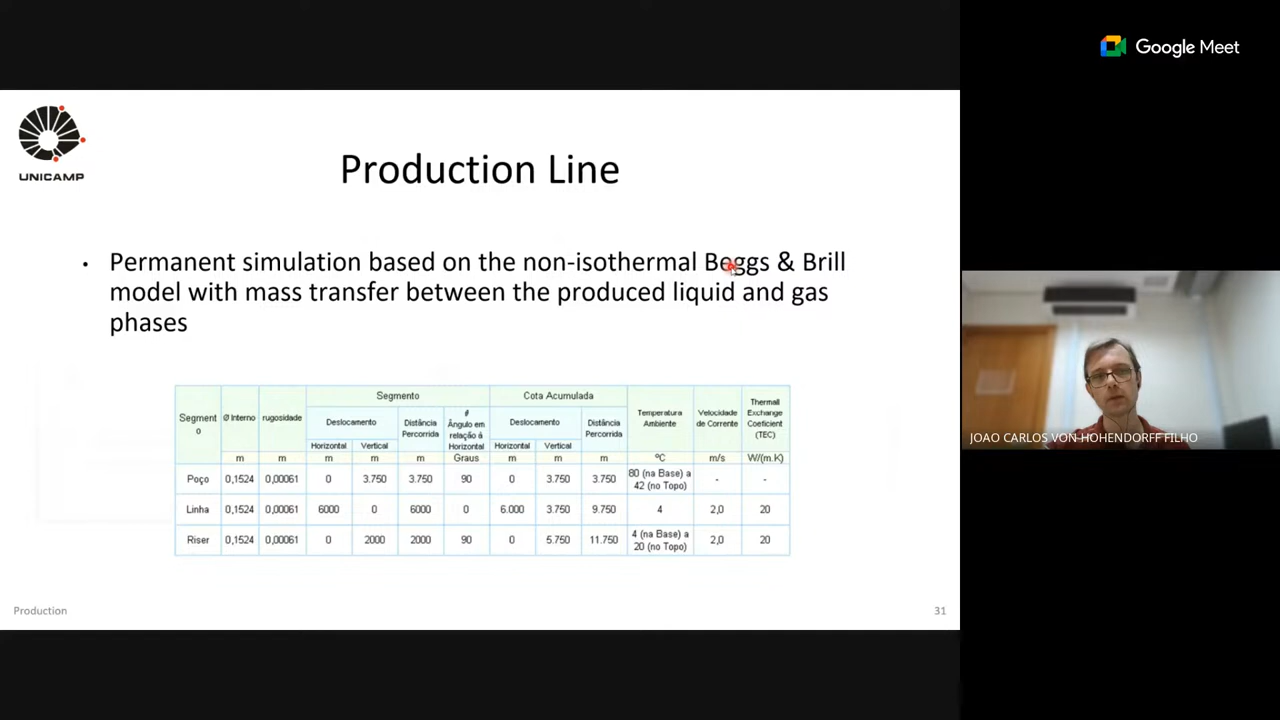 Google Meet
UNICAMP
Production Line
• Permanent simulation based on the non-isothermal Beggs & Brill
model with mass transfer between the produced liquid and gas
phases
Segment
o
Ø Interno
rugosidade
Segmento
Cota Acumulada
Temperatura
Ambiente
Velocidade
de Corrente
Thermall
Exchange
Coeficient
(TEC)
Deslocamento
Distância
Percorrida
Ângulo em
relação á
Horizontal
Deslocamento
Distância
Percorrida
Horizontal Vertical Horizontal Vertical
m m m m m Graus m m m ºC m/s W/(m.K)
Poço 0,1524 0,00061 0 3.750 3.750 90 0 3.750 3.750 80 (na Base) a 42 (no Topo) - -
Linha 0,1524 0,00061 6000 0 6000 0 6.000 3.750 9.750 4 2,0 20
Riser 0,1524 0,00061 0 2000 2000 90 0 5.750 11.750 4 (na Base) a 20 (no Topo) 2,0 20
Production
31
JOAO CARLOS VON HOHENDORFF FILHO